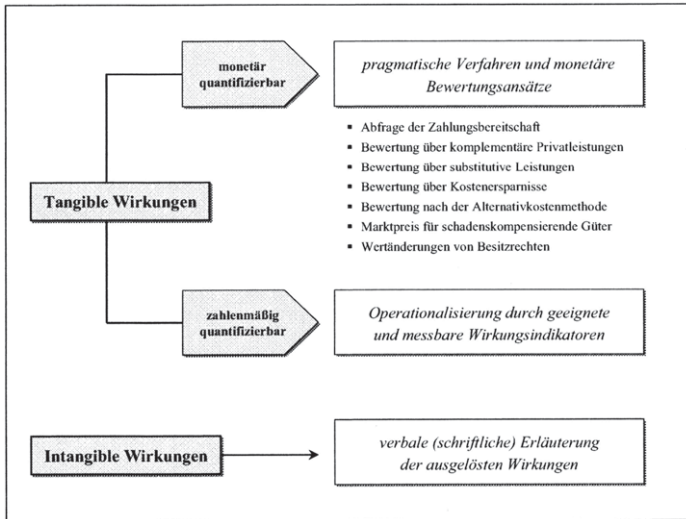 monetär
quantifizierbar
pragmatische Verfahren und monetäre
Bewertungsansätze
▪ Abfrage der Zahlungsbereitschaft
▪ Bewertung über komplementäre Privatleistungen
▪ Bewertung über substitutive Leistungen
▪ Bewertung über Kostenersparnisse
▪ Bewertung nach der Alternativkostenmethode
▪ Marktpreis für schadenskompensierende Güter
▪ Wertänderungen von Besitzrechten
Tangible Wirkungen
zahlenmäßig
quantifizierbar
Operationalisierung durch geeignete
und messbare Wirkungsindikatoren
Intangible Wirkungen
verbale (schriftliche) Erläuterung
der ausgelösten Wirkungen